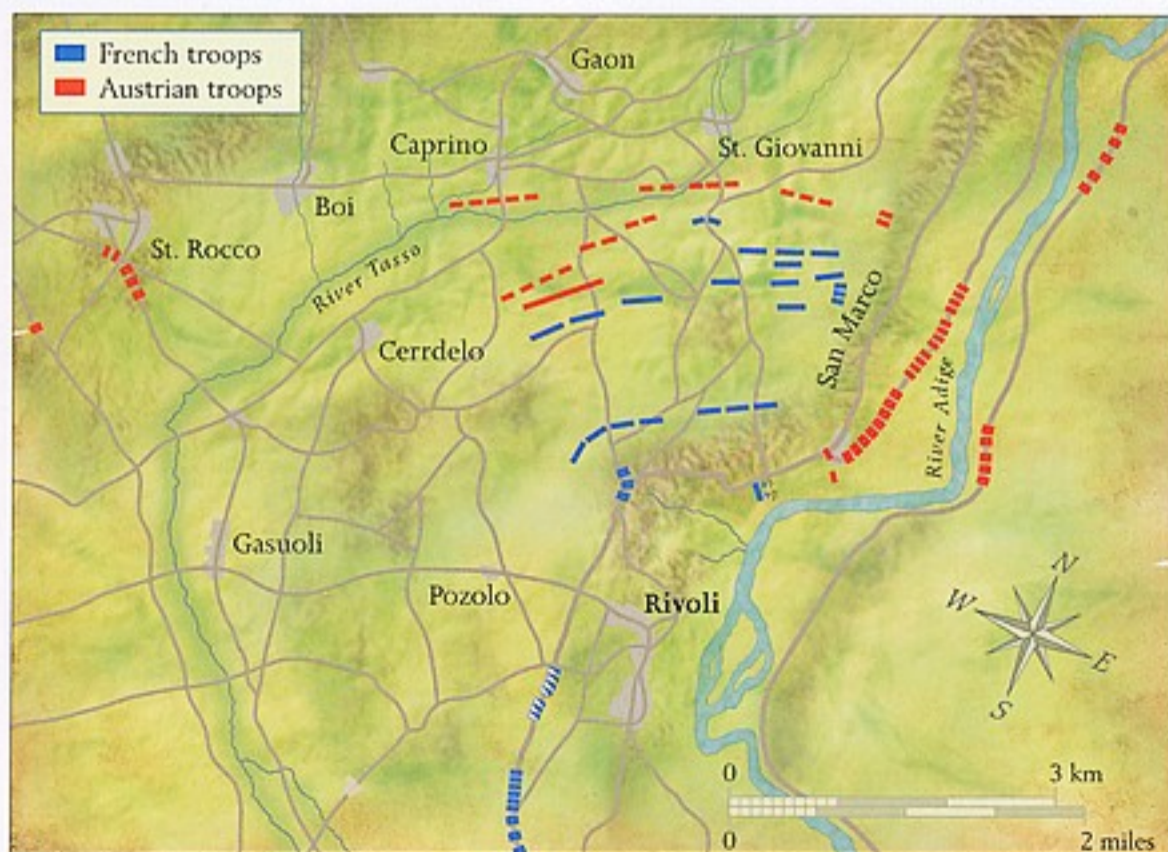 French troops
Austrian troops
Gaon
Caprino
St. Giovanni
Boi
St. Rocco
River Tasso
San Marco
Cerrdelo
River Adige
Gasuoli
Pozolo
Rivoli
N
W
E
S
0
3 km
0
2 miles